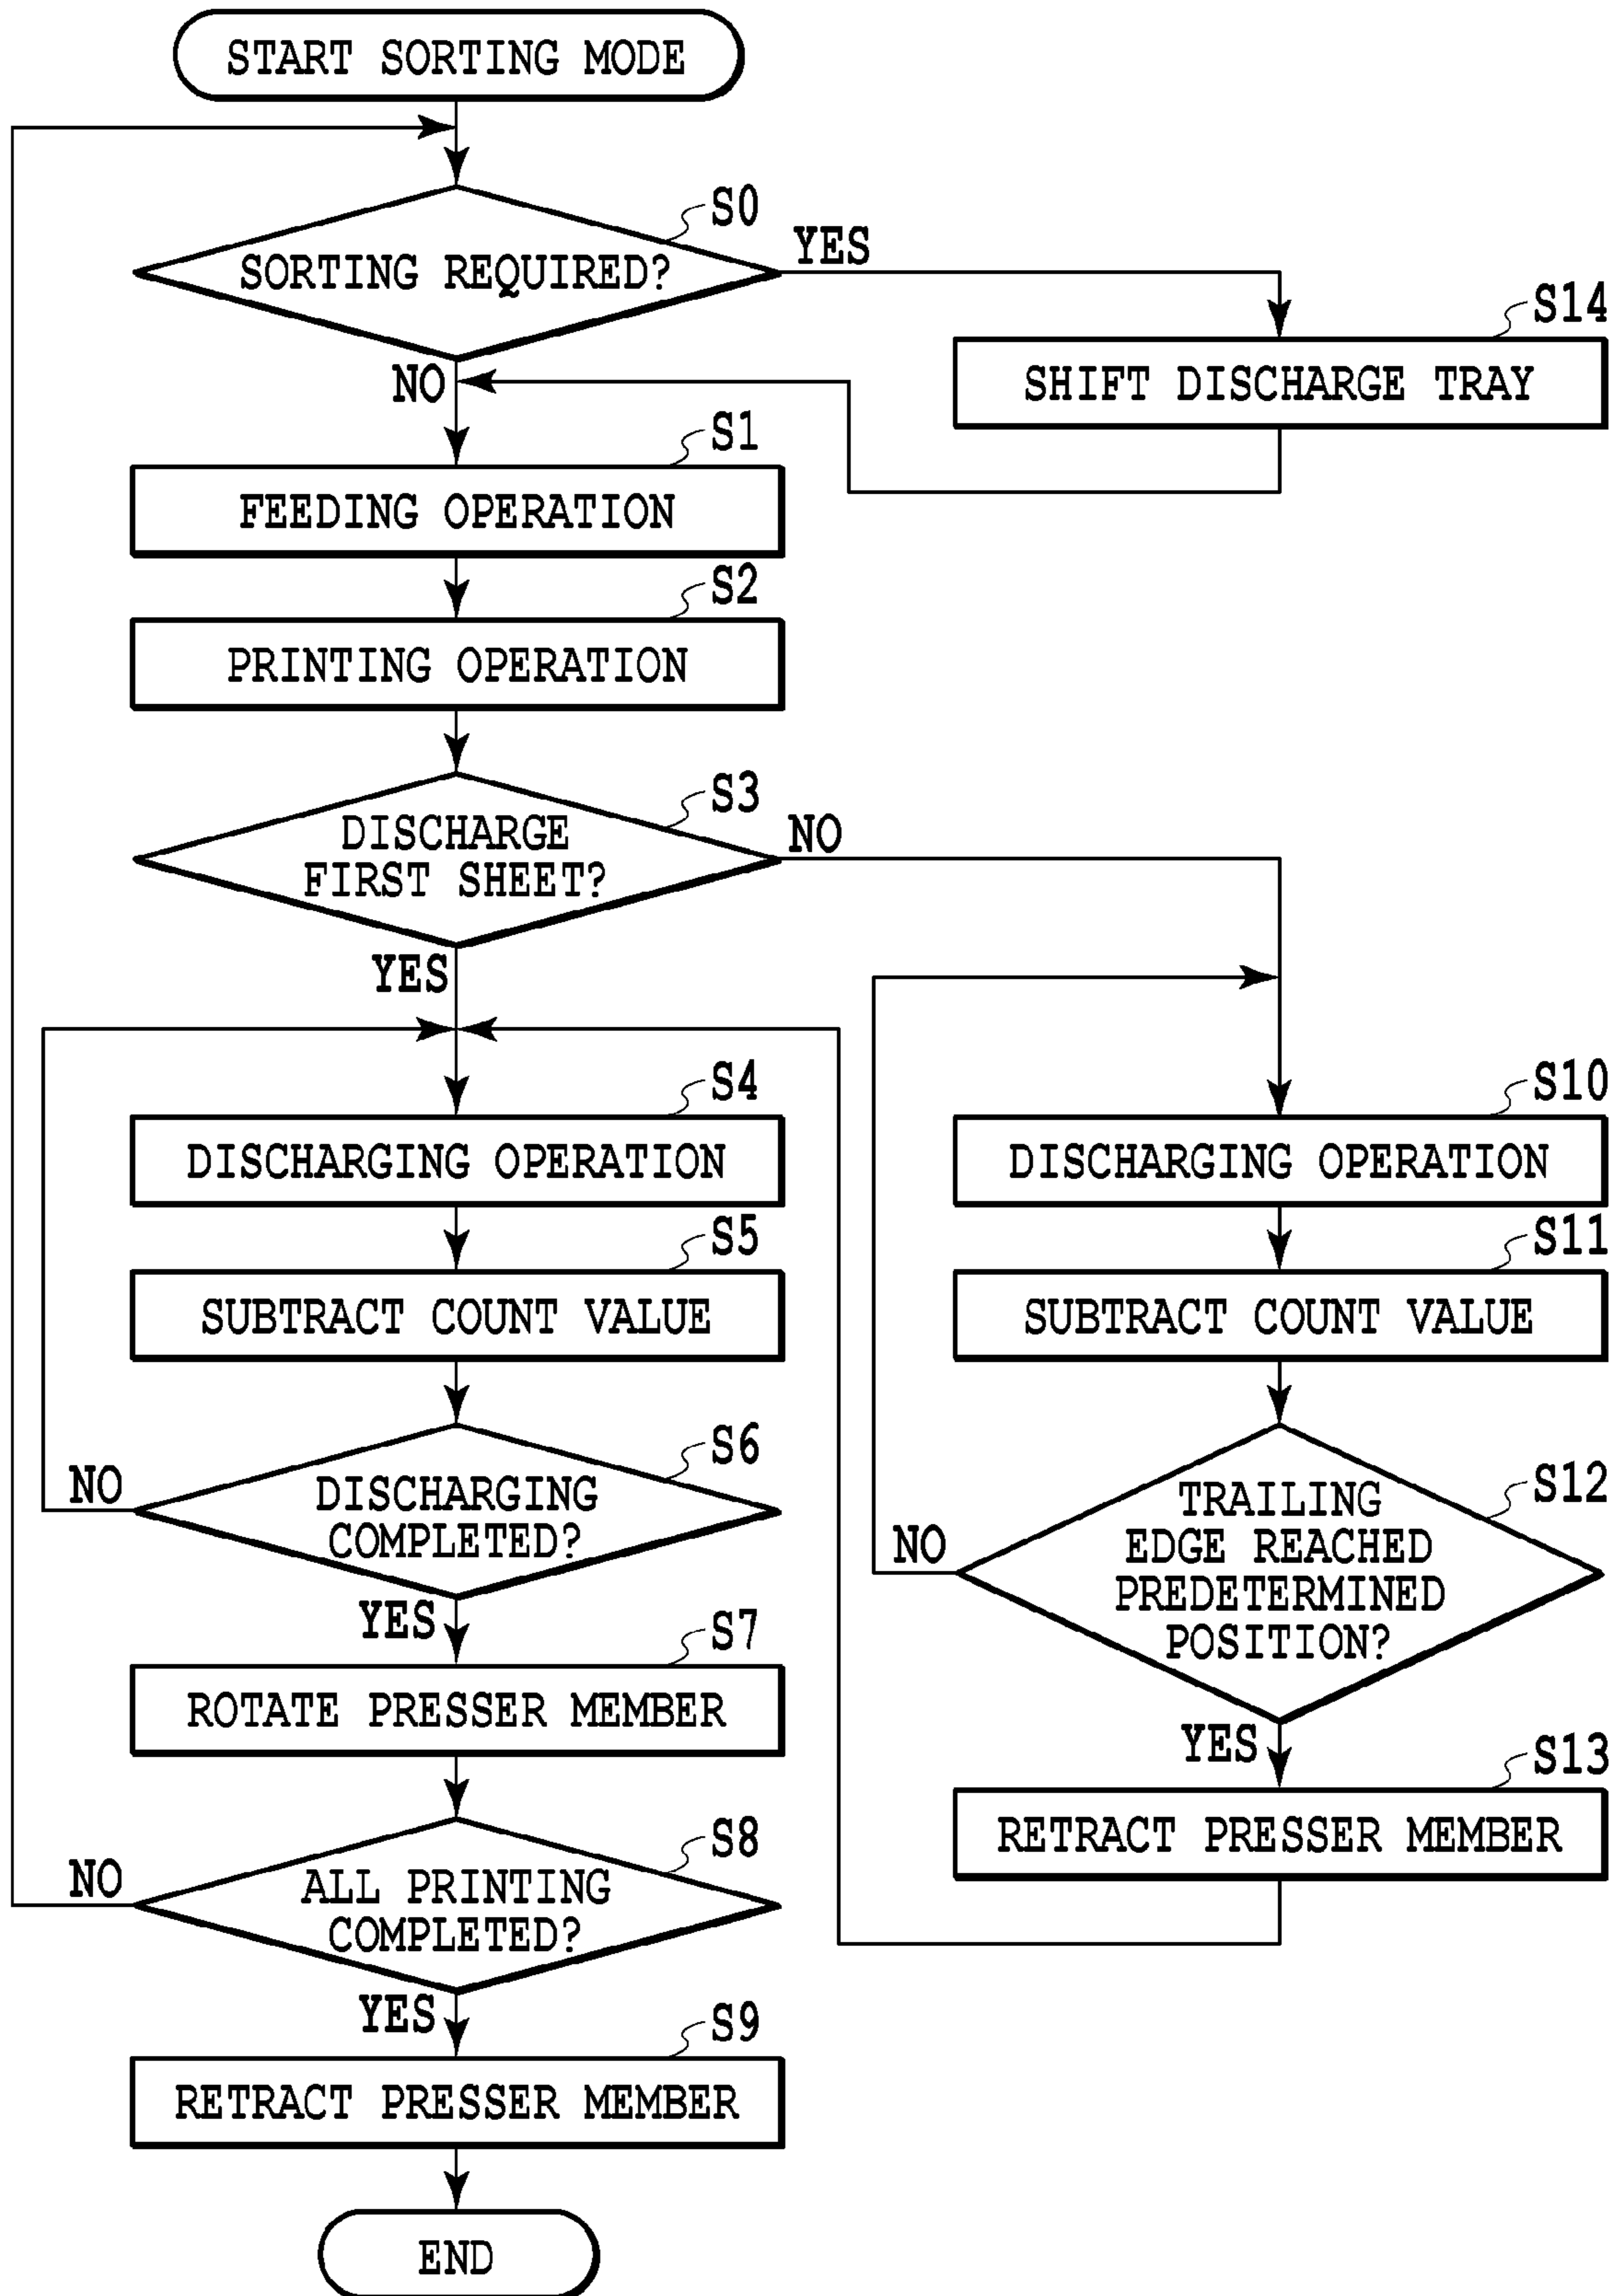 START SORTING MODE
S0
SORTING REQUIRED?
YES
NO
S14
SHIFT DISCHARGE TRAY
S1
FEEDING OPERATION
S2
PRINTING OPERATION
S3
DISCHARGE
FIRST SHEET?
NO
YES
S4
DISCHARGING OPERATION
S5
SUBTRACT COUNT VALUE
S6
DISCHARGING
COMPLETED?
NO
YES
S7
ROTATE PRESSER MEMBER
S8
ALL PRINTING
COMPLETED?
NO
YES
S9
RETRACT PRESSER MEMBER
END
S10
DISCHARGING OPERATION
S11
SUBTRACT COUNT VALUE
S12
TRAILING
EDGE REACHED
PREDETERMINED
POSITION?
NO
YES
S13
RETRACT PRESSER MEMBER